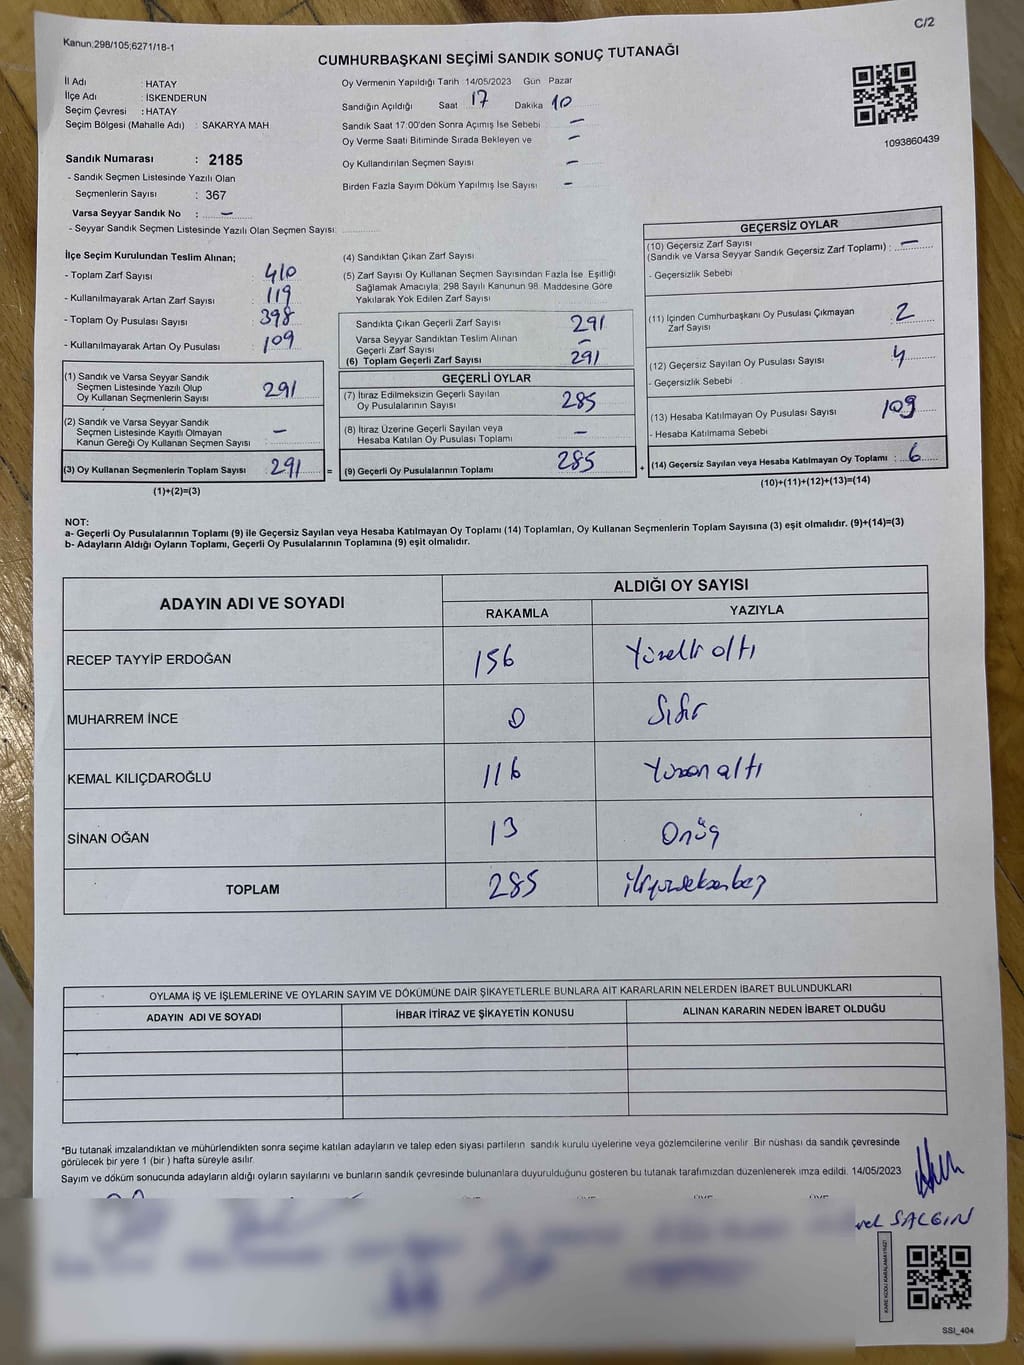 C/2
Kanun:298/105;6271/18-1
CUMHURBAŞKANI SEÇİMİ SANDIK SONUÇ TUTANAĞI
İl Adı : HATAY
İlçe Adı : İSKENDERUN
Seçim Çevresi : HATAY
Seçim Bölgesi (Mahalle Adı) : SAKARYA MAH
Oy Vermenin Yapıldığı Tarih 14/05/2023 Gün Pazar
Sandığın Açıldığı Saat 17 Dakika 10
Sandık Saat 17:00'den Sonra Açımış İse Sebebi : –
Oy Verme Saati Bitiminde Sırada Bekleyen ve –
Oy Kullandırılan Seçmen Sayısı –
Birden Fazla Sayım Döküm Yapılmış İse Sayısı –
1093860439
Sandık Numarası : 2185
- Sandık Seçmen Listesinde Yazılı Olan
Seçmenlerin Sayısı : 367
Varsa Seyyar Sandık No : –
- Seyyar Sandık Seçmen Listesinde Yazılı Olan Seçmen Sayısı:
İlçe Seçim Kurulundan Teslim Alınan;
- Toplam Zarf Sayısı : 410
- Kullanılmayarak Artan Zarf Sayısı : 119
- Toplam Oy Pusulası Sayısı : 398
- Kullanılmayarak Artan Oy Pusulası : 109
(1) Sandık ve Varsa Seyyar Sandık
Seçmen Listesinde Yazılı Olup
Oy Kullanan Seçmenlerin Sayısı : 291
(2) Sandık ve Varsa Seyyar Sandık
Seçmen Listesinde Kayıtlı Olmayan
Kanun Gereği Oy Kullanan Seçmen Sayısı : –
(3) Oy Kullanan Seçmenlerin Toplam Sayısı : 291 =
(1)+(2)=(3)
(4) Sandıktan Çıkan Zarf Sayısı
(5) Zarf Sayısı Oy Kullanan Seçmen Sayısından Fazla İse, Eşitliği
Sağlamak Amacıyla; 298 Sayılı Kanunun 98. Maddesine Göre
Yakılarak Yok Edilen Zarf Sayısı
Sandıkta Çıkan Geçerli Zarf Sayısı 291
Varsa Seyyar Sandıktan Teslim Alınan
Geçerli Zarf Sayısı –
(6) Toplam Geçerli Zarf Sayısı 291
GEÇERLİ OYLAR
(7) İtiraz Edilmeksizin Geçerli Sayılan
Oy Pusulalarının Sayısı 285
(8) İtiraz Üzerine Geçerli Sayılan veya
Hesaba Katılan Oy Pusulası Toplamı –
(9) Geçerli Oy Pusulalarının Toplamı 285 +
GEÇERSİZ OYLAR
(10) Geçersiz Zarf Sayısı
(Sandık ve Varsa Seyyar Sandık Geçersiz Zarf Toplamı) : –
- Geçersizlik Sebebi
(11) İçinden Cumhurbaşkanı Oy Pusulası Çıkmayan
Zarf Sayısı 2
(12) Geçersiz Sayılan Oy Pusulası Sayısı 4
- Geçersizlik Sebebi
(13) Hesaba Katılmayan Oy Pusulası Sayısı 109
- Hesaba Katılmama Sebebi
(14) Geçersiz Sayılan veya Hesaba Katılmayan Oy Toplamı : 6
(10)+(11)+(12)+(13)=(14)
NOT:
a- Geçerli Oy Pusulalarının Toplamı (9) ile Geçersiz Sayılan veya Hesaba Katılmayan Oy Toplamı (14) Toplamları, Oy Kullanan Seçmenlerin Toplam Sayısına (3) eşit olmalıdır. (9)+(14)=(3)
b- Adayların Aldığı Oyların Toplamı, Geçerli Oy Pusulalarının Toplamına (9) eşit olmalıdır.
ADAYIN ADI VE SOYADI
ALDIĞI OY SAYISI
RAKAMLA YAZIYLA
RECEP TAYYİP ERDOĞAN 156 Yüzelli altı
MUHARREM İNCE 0 Sıfır
KEMAL KILIÇDAROĞLU 116 Yüzon altı
SİNAN OĞAN 13 Onüç
TOPLAM 285 ikiyüzseksenbeş
OYLAMA İŞ VE İŞLEMLERİNE VE OYLARIN SAYIM VE DÖKÜMÜNE DAİR ŞİKAYETLERLE BUNLARA AİT KARARLARIN NELERDEN İBARET BULUNDUKLARI
ADAYIN ADI VE SOYADI İHBAR İTİRAZ VE ŞİKAYETİN KONUSU ALINAN KARARIN NEDEN İBARET OLDUĞU
*Bu tutanak imzalandıktan ve mühürlendikten sonra seçime katılan adayların ve talep eden siyasi partilerin sandık kurulu üyelerine veya gözlemcilerine verilir. Bir nüshası da sandık çevresinde
görülecek bir yere 1 (bir ) hafta süreyle asılır.
Sayım ve döküm sonucunda adayların aldığı oyların sayılarını ve bunların sandık çevresinde bulunanlara duyurulduğunu gösteren bu tutanak tarafımızdan düzenlenerek imza edildi. 14/05/2023
SALGIN
KARE KODU KARALAMAYINIZ!
SSI_404